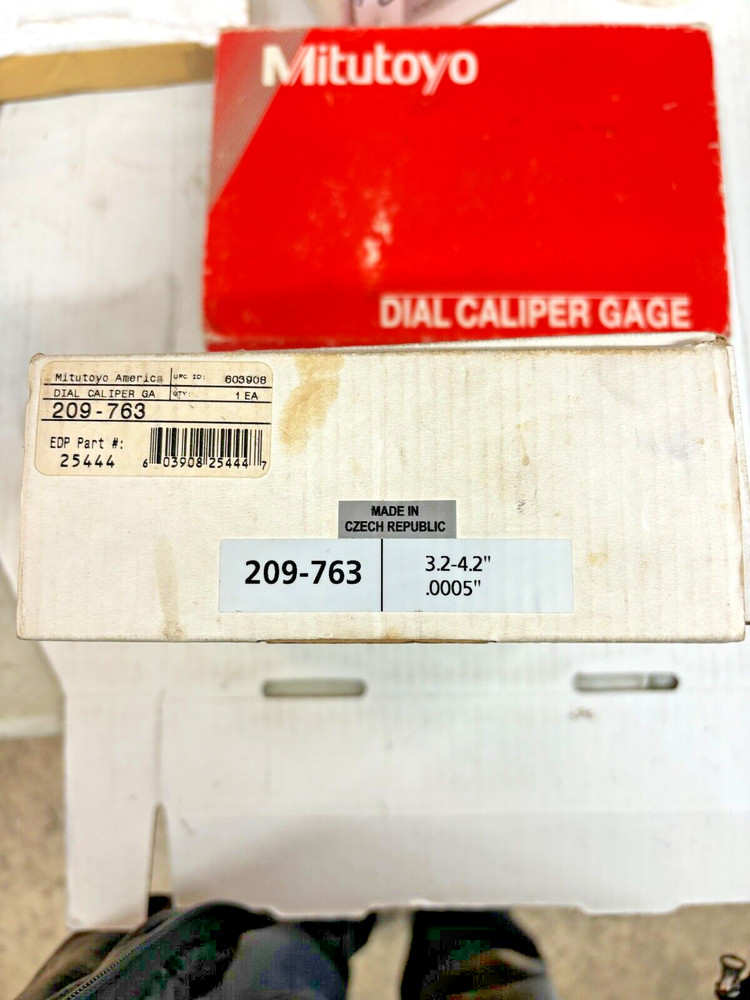 Mitutoyo
DIAL CALIPER GAGE
Mitutoyo America UPC ID: 603908
DIAL CALIPER GA QTY: 1 EA
209-763
EDP Part #:
25444
6 03908 25444 7
MADE IN
CZECH REPUBLIC
209-763
3.2-4.2"
.0005"